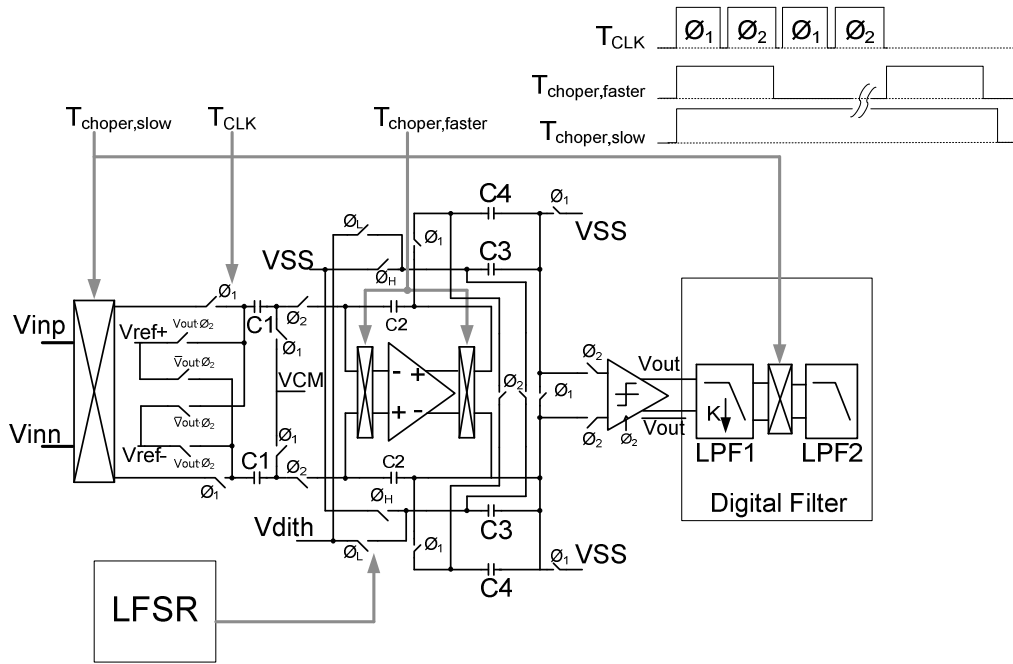 TCLK Ø1 Ø2 Ø1 Ø2
Tchoper,faster
Tchoper,slow
Tchoper,slow TCLK Tchoper,faster
C4 Ø1
VSS
ØL Ø1
VSS C3
ØH
Ø1 C1 Ø2 C2
Vinp
Vref+ Vout·Ø2 Ø1
V̅out·Ø2
VCM
- +
+ -
Ø2 Ø1
Ø2 Vout
K
Ø2 Ø2 Vout
LPF1 LPF2
Digital Filter
V̅out·Ø2
Vinn
Vref- Vout·Ø2 Ø1
Ø1 C1 Ø2 C2
ØH
C3
Vdith
ØL Ø1
Ø1 VSS
C4
LFSR